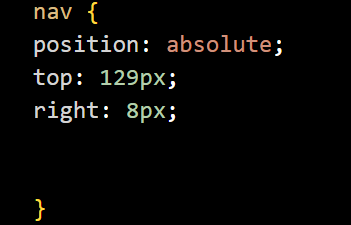 nav {
position: absolute;
top: 129px;
right: 8px;
}